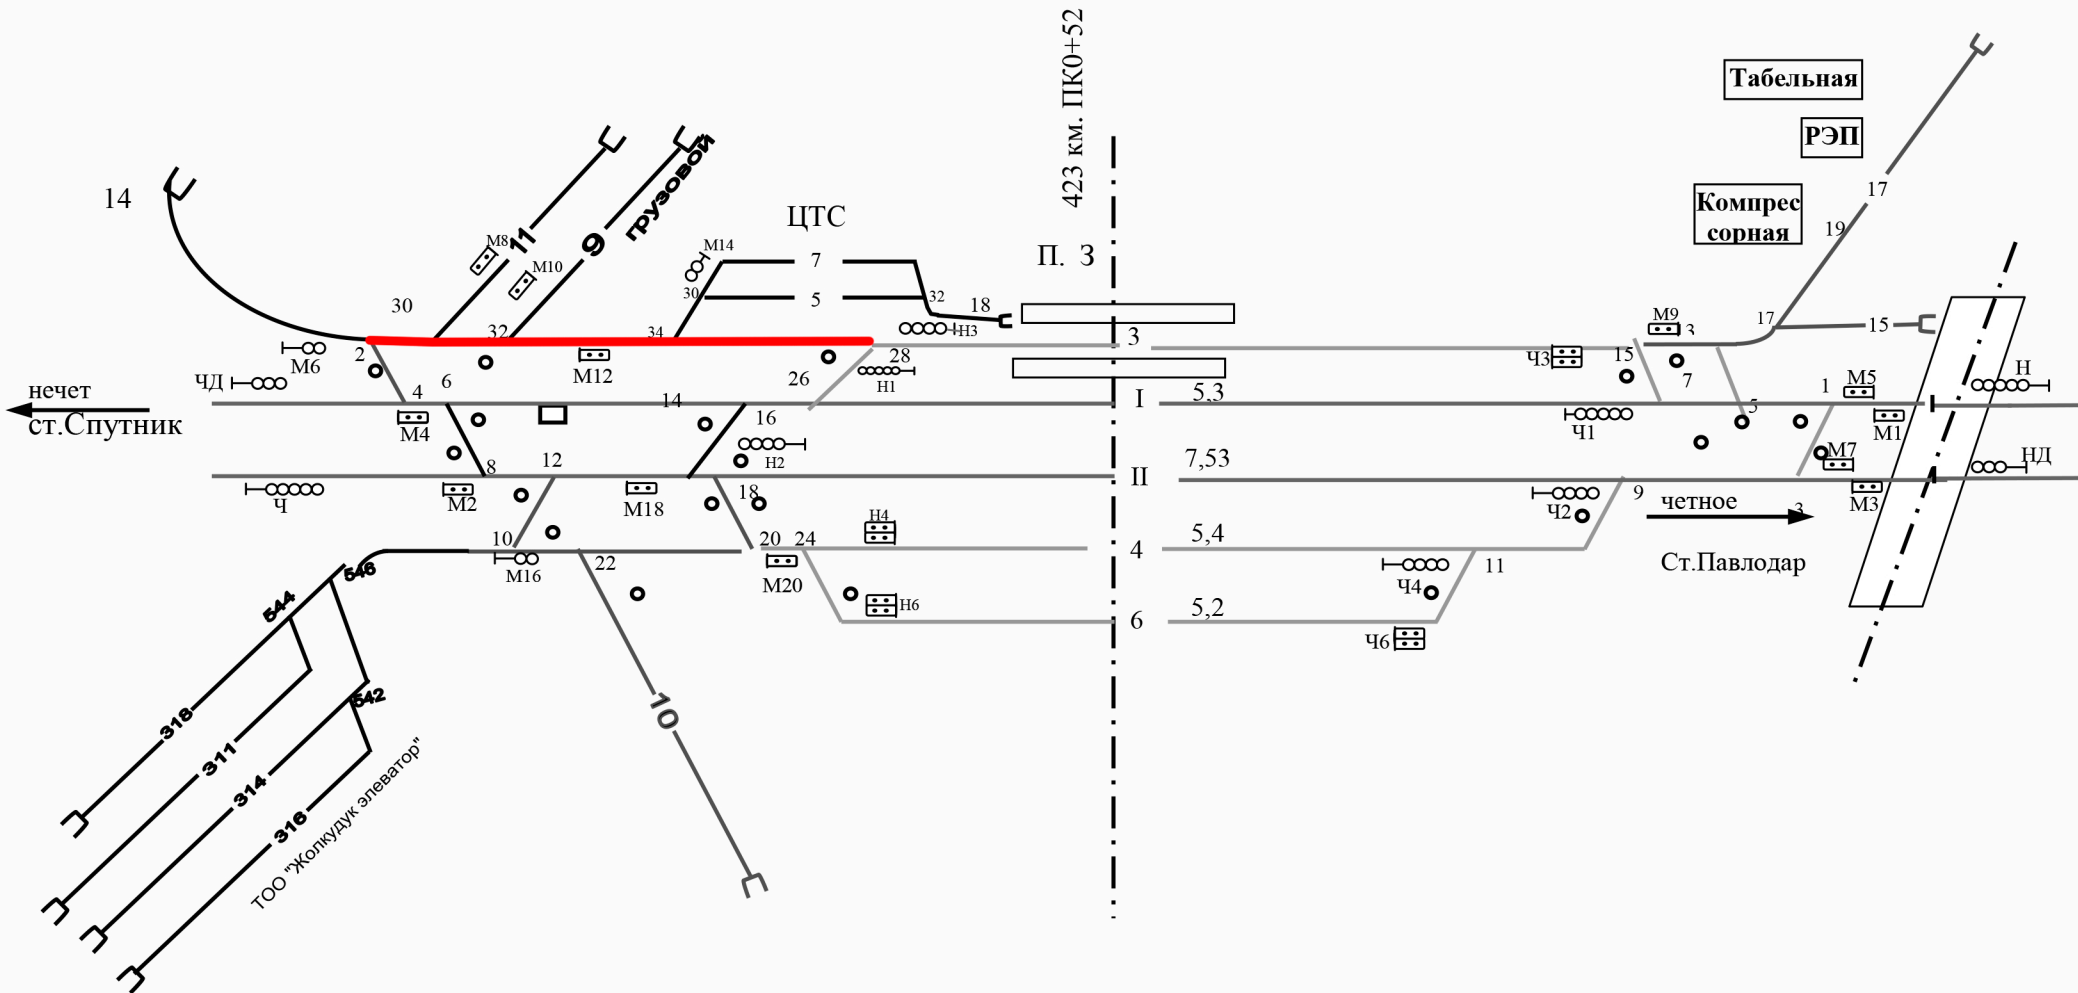 423 км. ПК0+52
Табельная
РЭП
Компрес
сорная
17
19
14
11
9
грузовой
ЦТС
М8
М10
М14
7
П. З
30
5
32
18
30
32
34
Н3
3
М9
13
17
15
2
М6
М12
28
26
Н1
Ч3
15
7
Н
ЧД
нечет
ст.Спутник
4
6
М4
14
16
I
5,3
Ч1
5
1
М5
М1
Н2
12
8
II
7,53
М7
НД
Ч
М2
М18
18
Ч2
9
четное
3
М3
10
М16
22
20
24
М20
Н4
4
5,4
Ч4
11
Ст.Павлодар
546
544
Н6
6
5,2
Ч6
542
10
318
311
314
316
ТОО "Жолкудук элеватор"